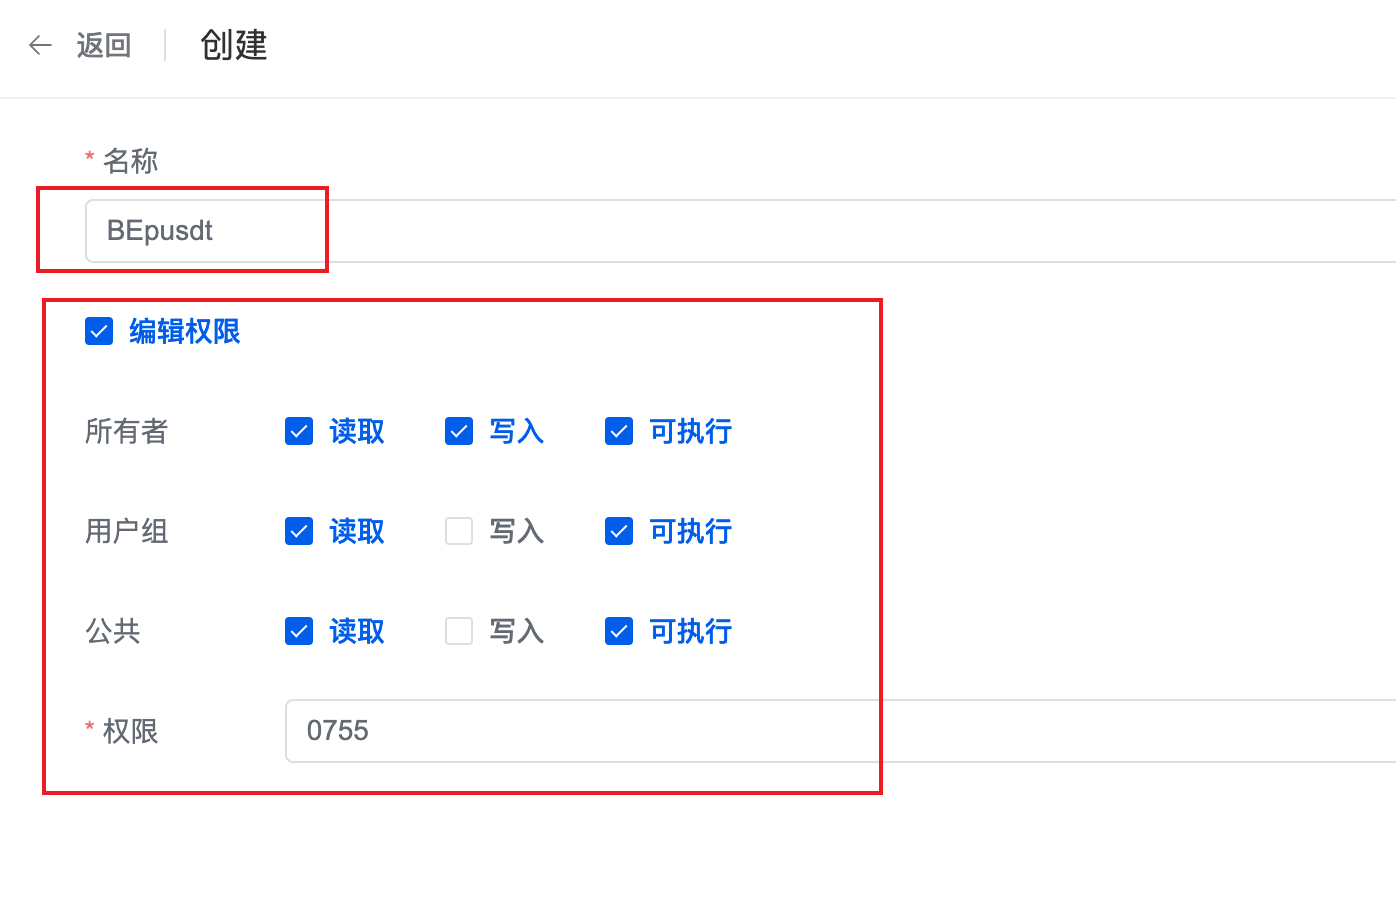 返回 创建
* 名称
BEpusdt
编辑权限
所有者 读取 写入 可执行
用户组 读取 写入 可执行
公共 读取 写入 可执行
* 权限 0755